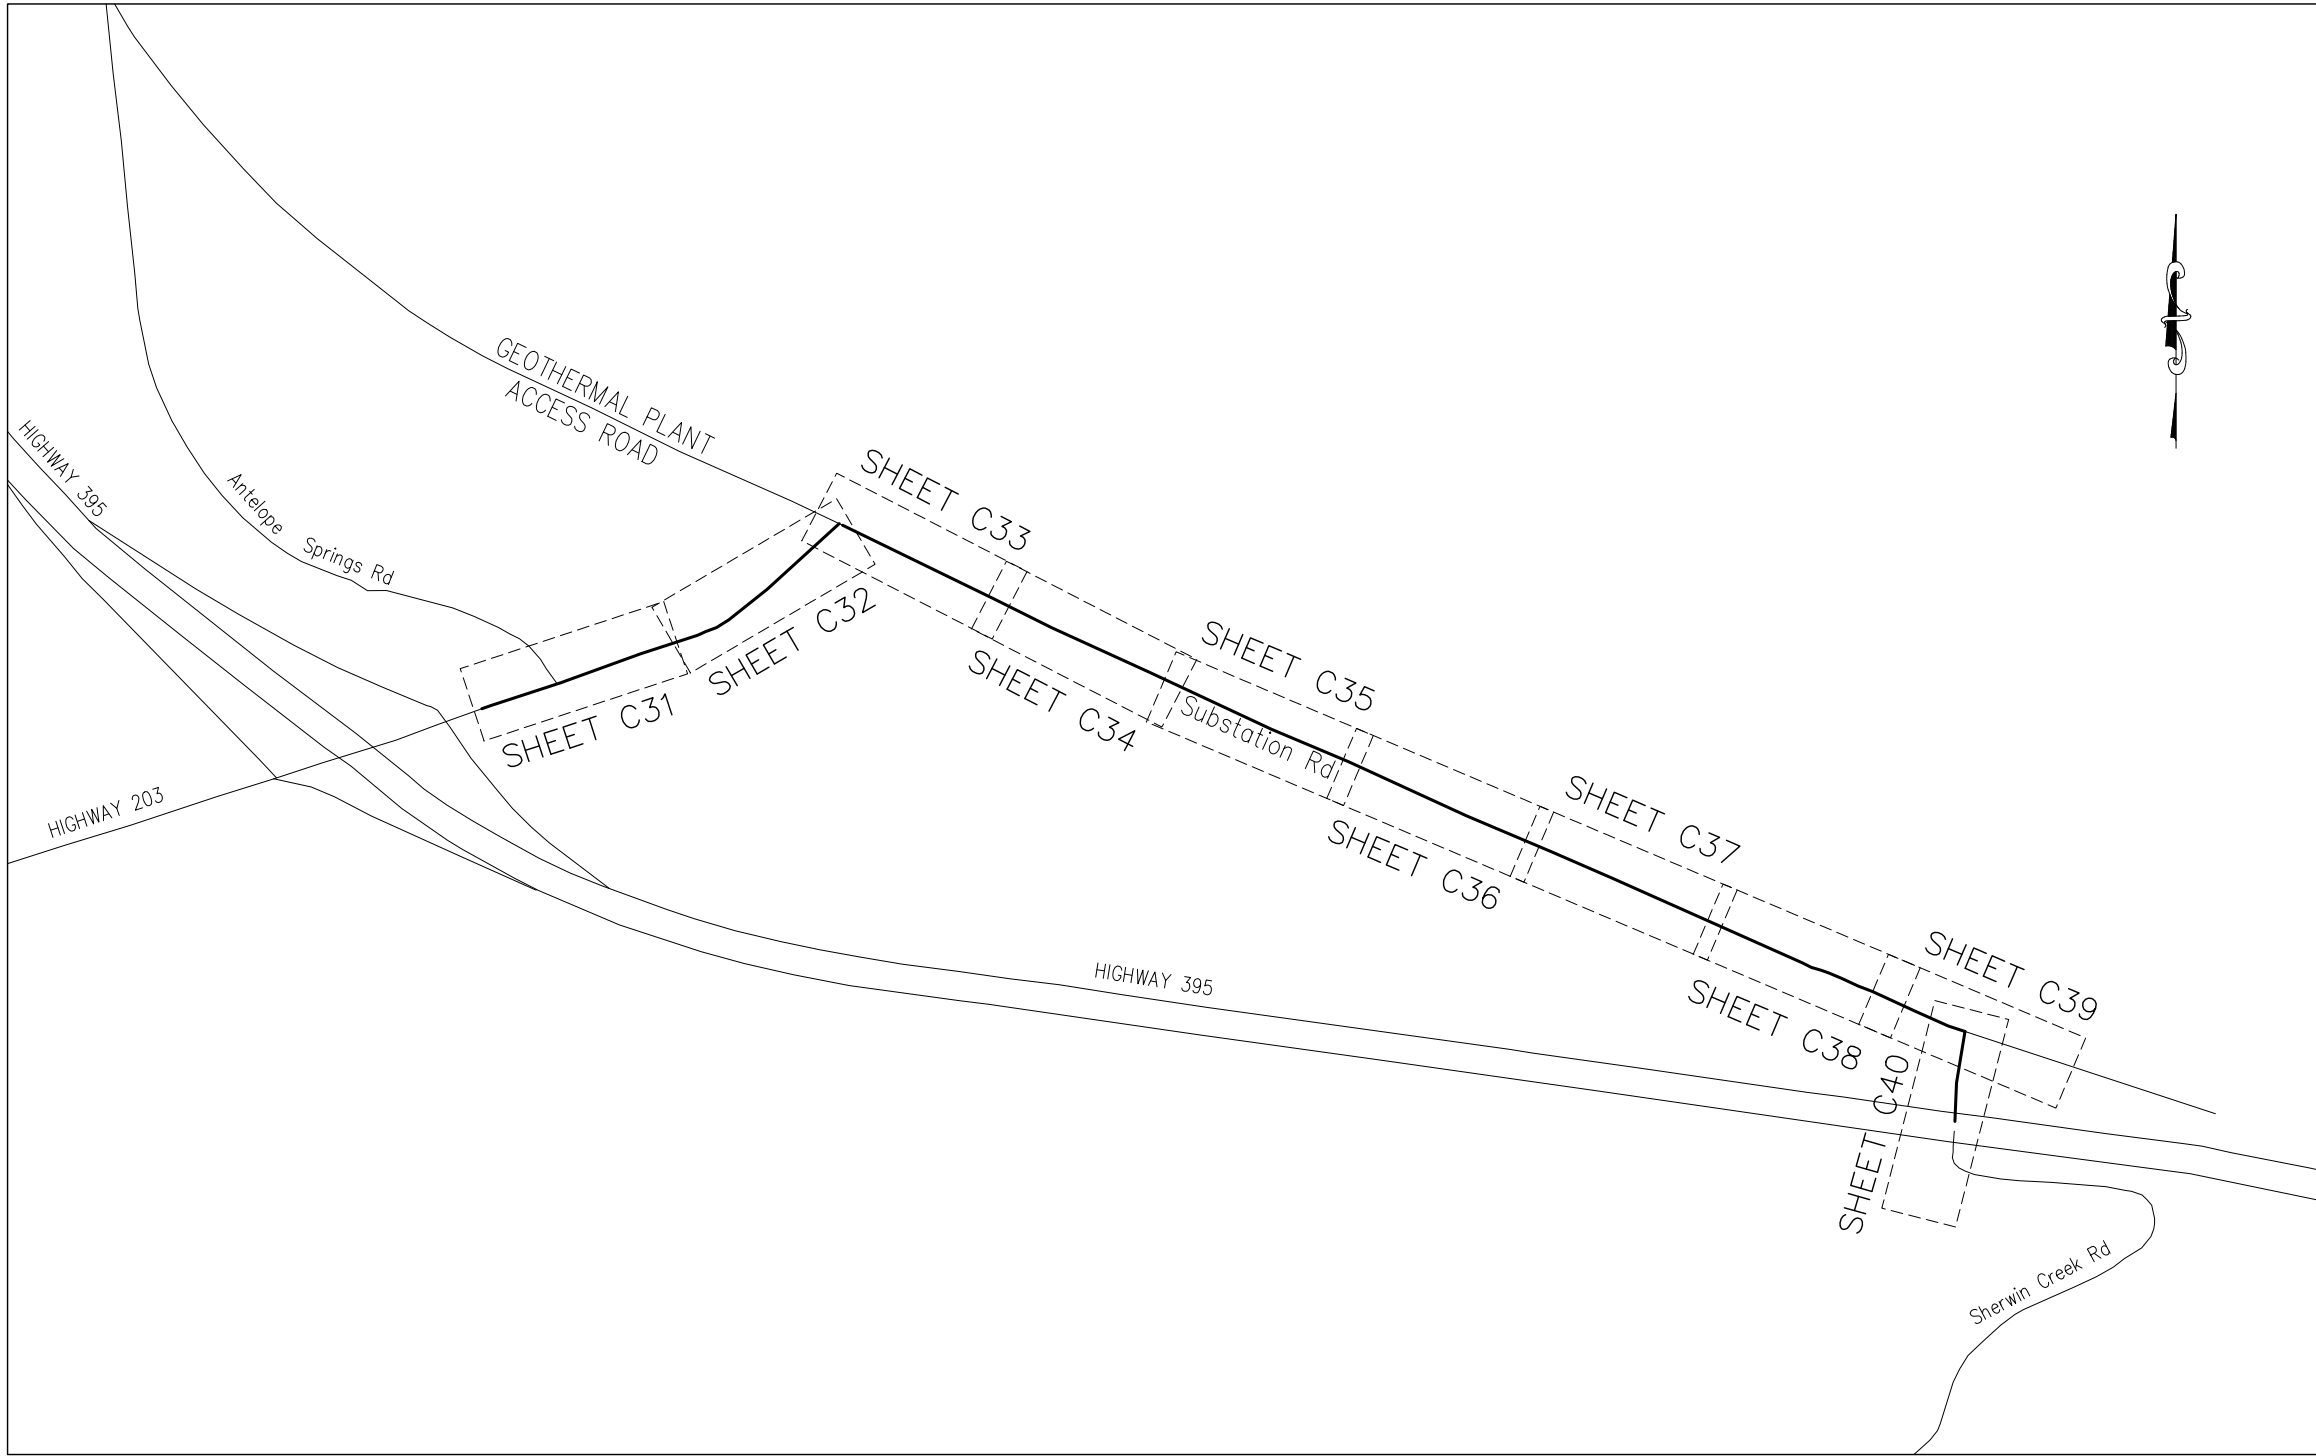 GEOTHERMAL PLANT
ACCESS ROAD
HIGHWAY 395
Antelope Springs Rd
SHEET C33
SHEET C32
SHEET C31
SHEET C35
SHEET C34
Substation Rd
HIGHWAY 203
SHEET C37
SHEET C36
SHEET C39
HIGHWAY 395
SHEET C38
SHEET C40
Sherwin Creek Rd